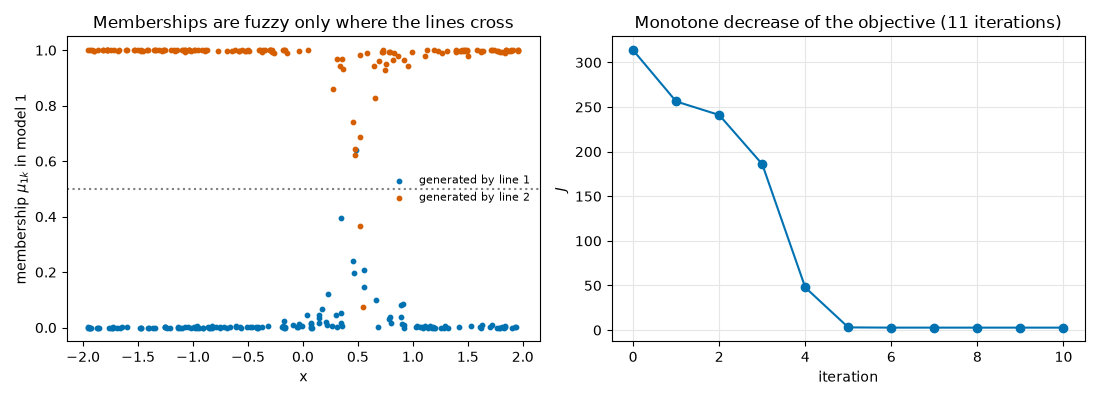 Memberships are fuzzy only where the lines cross
membership μ₁ₖ in model 1
1.0
0.8
0.6
0.4
0.2
0.0
generated by line 1
generated by line 2
−2.0 −1.5 −1.0 −0.5 0.0 0.5 1.0 1.5 2.0
x
Monotone decrease of the objective (11 iterations)
J
300
250
200
150
100
50
0
0 2 4 6 8 10
iteration